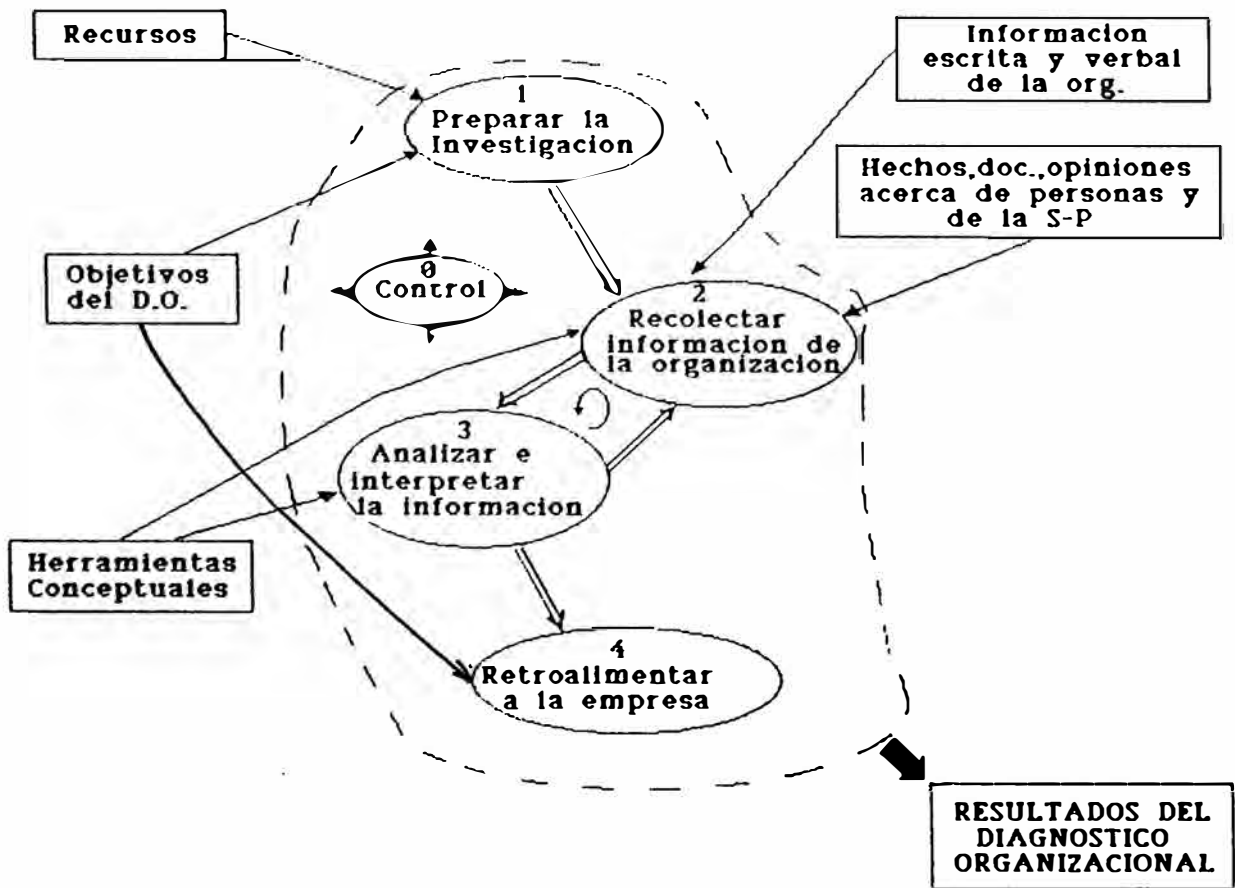 Recursos
Informacion
escrita y verbal
de la org.
1
Preparar la
Investigacion
Hechos,doc.,opiniones
acerca de personas y
de la S-P
Objetivos
del D.O.
0
Control
2
Recolectar
informacion de
la organizacion
3
Analizar e
interpretar
la informacion
Herramientas
Conceptuales
4
Retroalimentar
a la empresa
RESULTADOS DEL
DIAGNOSTICO
ORGANIZACIONAL